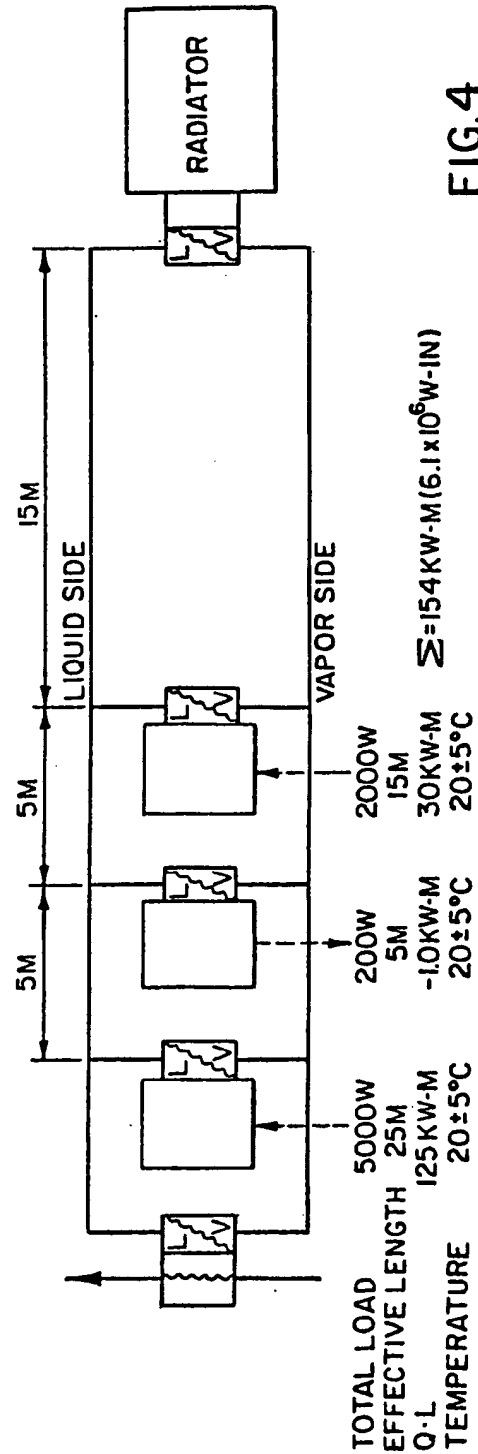 15M
5M
5M
LIQUID SIDE
L
V
L
V
L
V
L
V
L
V
RADIATOR
VAPOR SIDE
TOTAL LOAD 5000W 200W 2000W
EFFECTIVE LENGTH 25M 5M 15M
Q·L 125KW-M -1.0KW-M 30KW-M Σ=154KW-M(6.1x10⁶W-IN)
TEMPERATURE 20±5°C 20±5°C 20±5°C
FIG.4